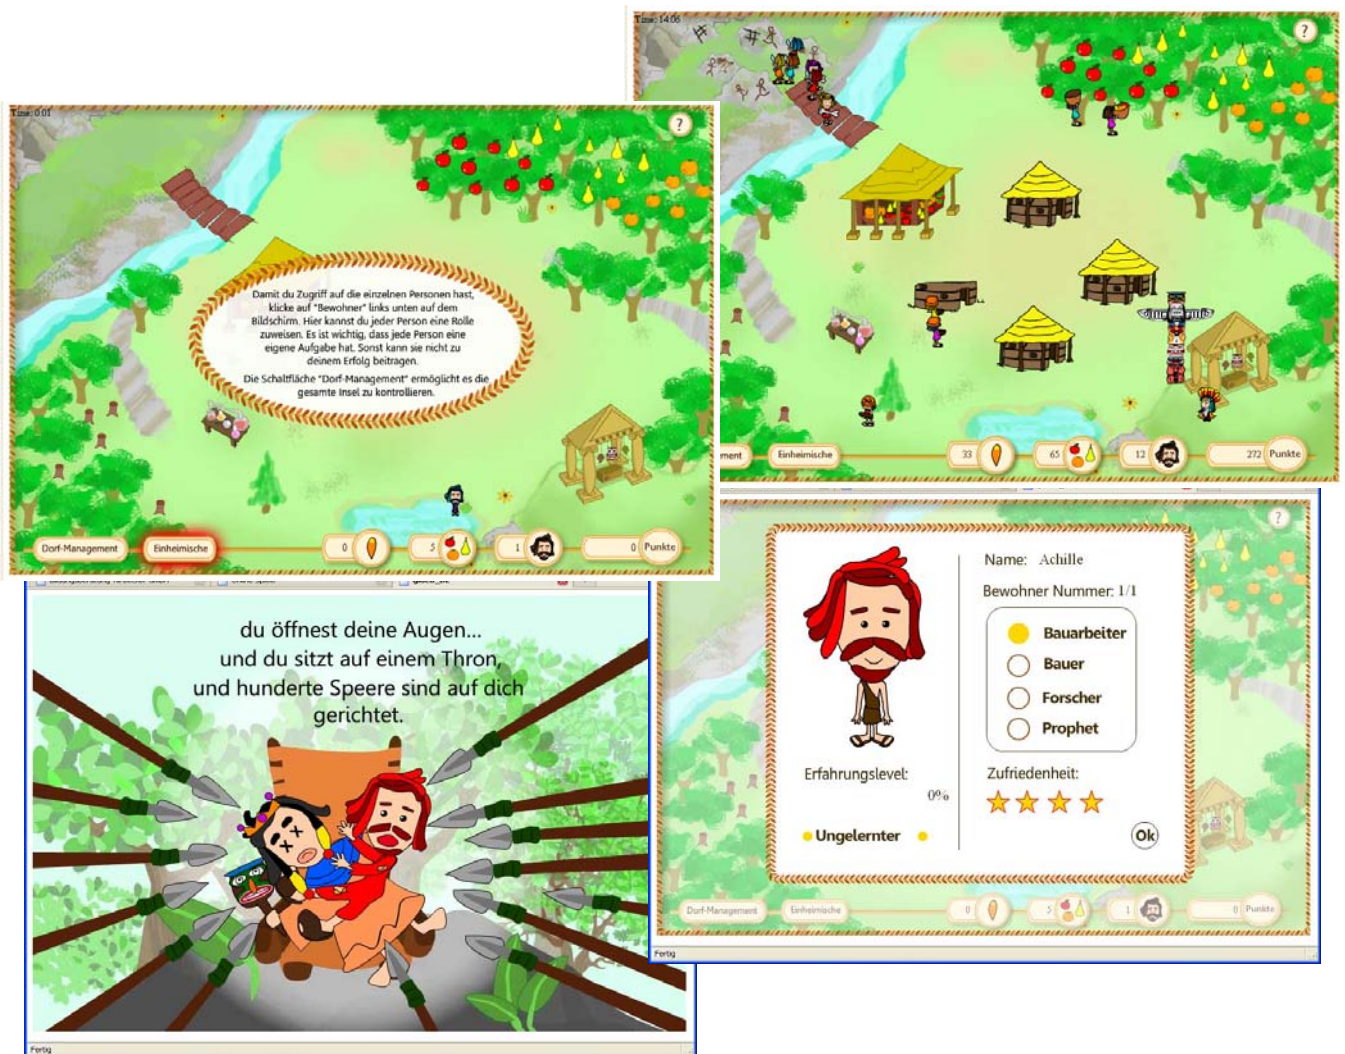 Time: 0:01
?
Damit du Zugriff auf die einzelnen Personen hast,
klicke auf "Bewohner" links unten auf dem
Bildschirm. Hier kannst du jeder Person eine Rolle
zuweisen. Es ist wichtig, dass jede Person eine
eigene Aufgabe hat. Sonst kann sie nicht zu
deinem Erfolg beitragen.
Die Schaltfläche "Dorf-Management" ermöglicht es die
gesamte Insel zu kontrollieren.
Dorf-Management
Einheimische
0
5
1
0 Punkte
Time: 14:06
?
ment
Einheimische
33
65
12
272 Punkte
du öffnest deine Augen...
und du sitzt auf einem Thron,
und hunderte Speere sind auf dich
gerichtet.
Fertig
?
Name: Achille
Bewohner Nummer: 1/1
Bauarbeiter
Bauer
Forscher
Prophet
Erfahrungslevel:
0%
Ungelernter
Zufriedenheit:
Ok
Dorf-Management
Einheimische
0
5
1
0 Punkte
Fertig